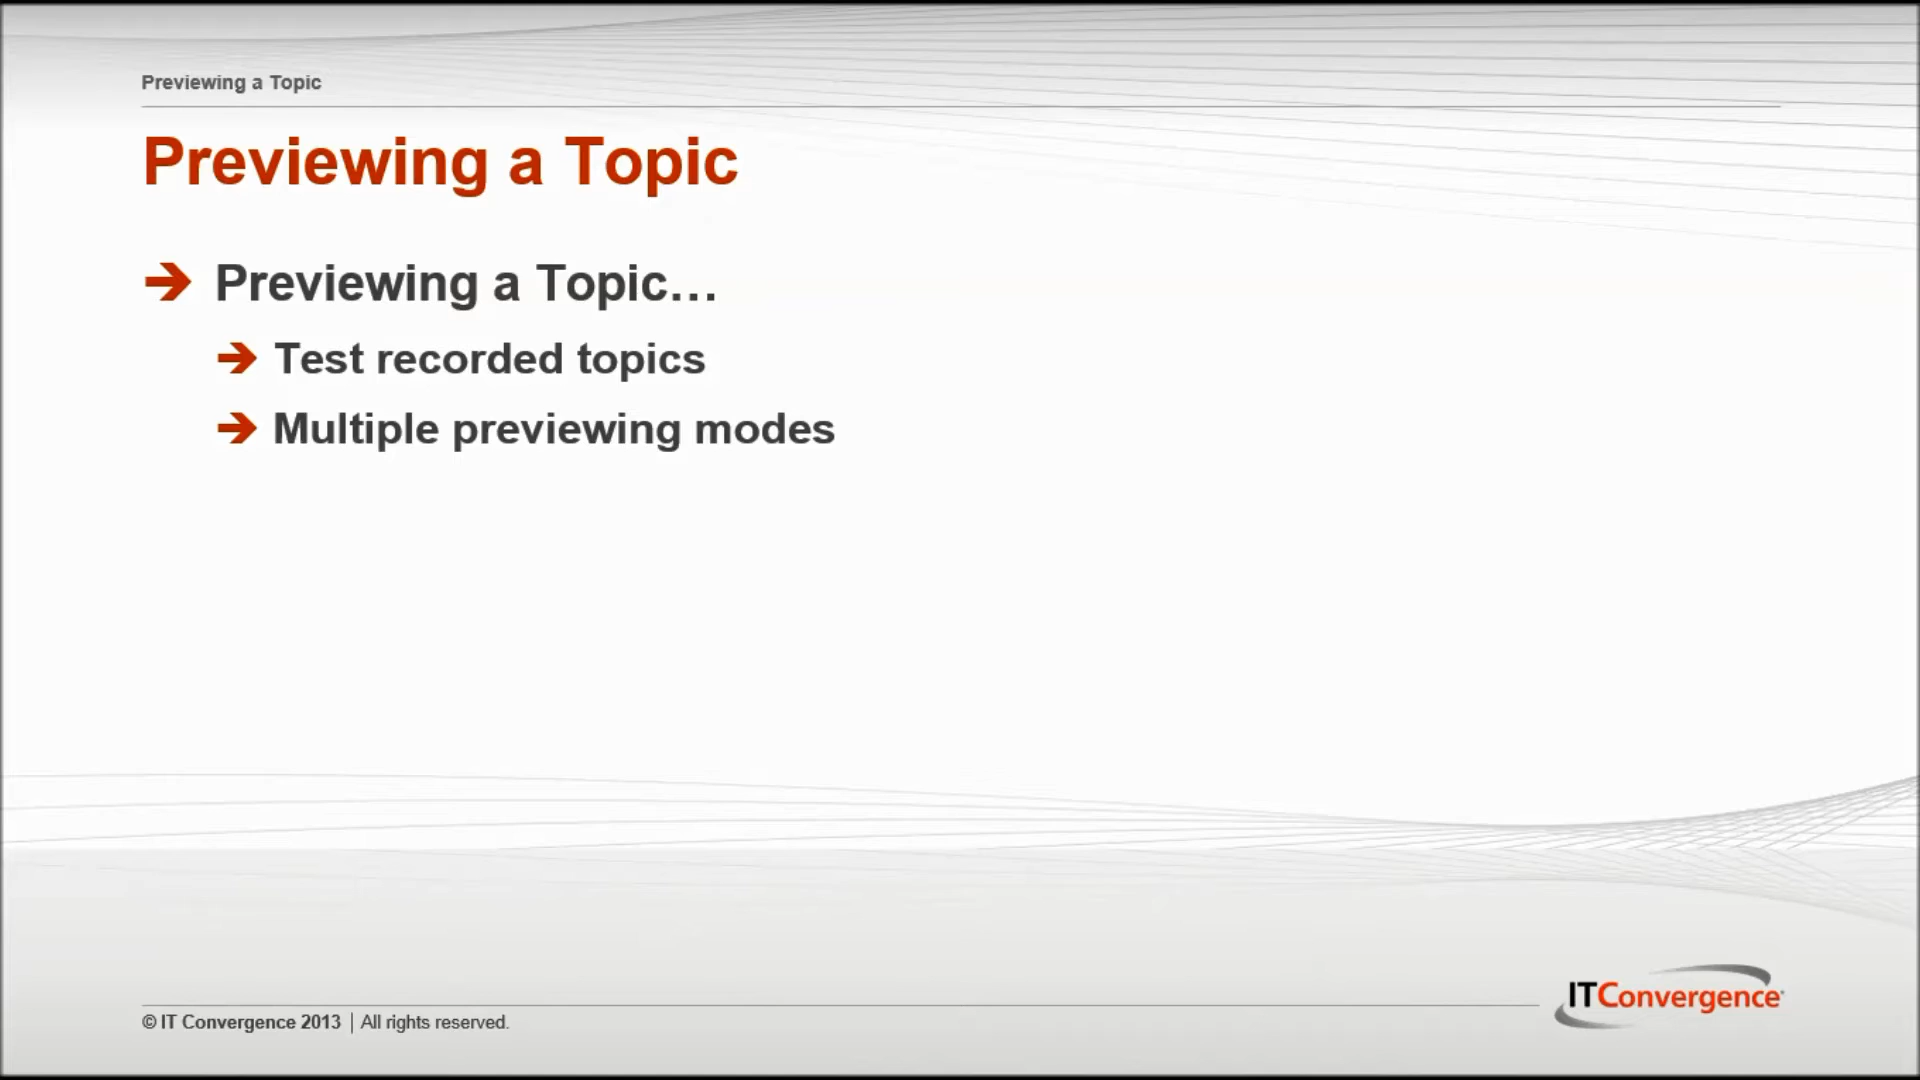 Previewing a Topic
Previewing a Topic
Previewing a Topic…
Test recorded topics
Multiple previewing modes
ITConvergence
© IT Convergence 2013 | All rights reserved.